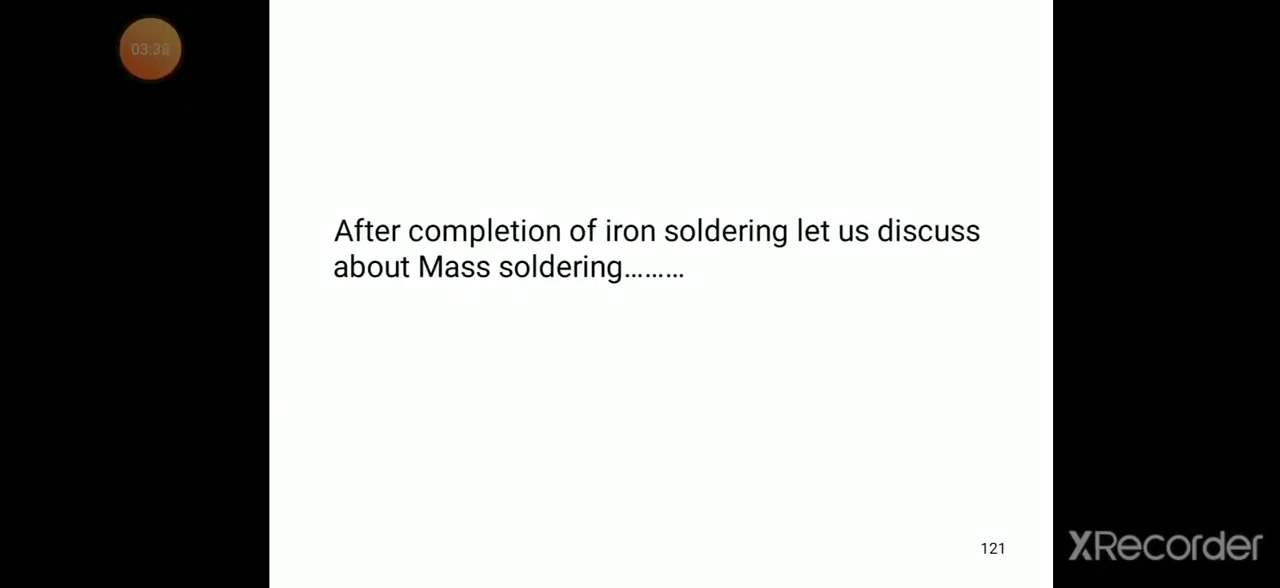 03:38
After completion of iron soldering let us discuss
about Mass soldering………
121
XRecorder